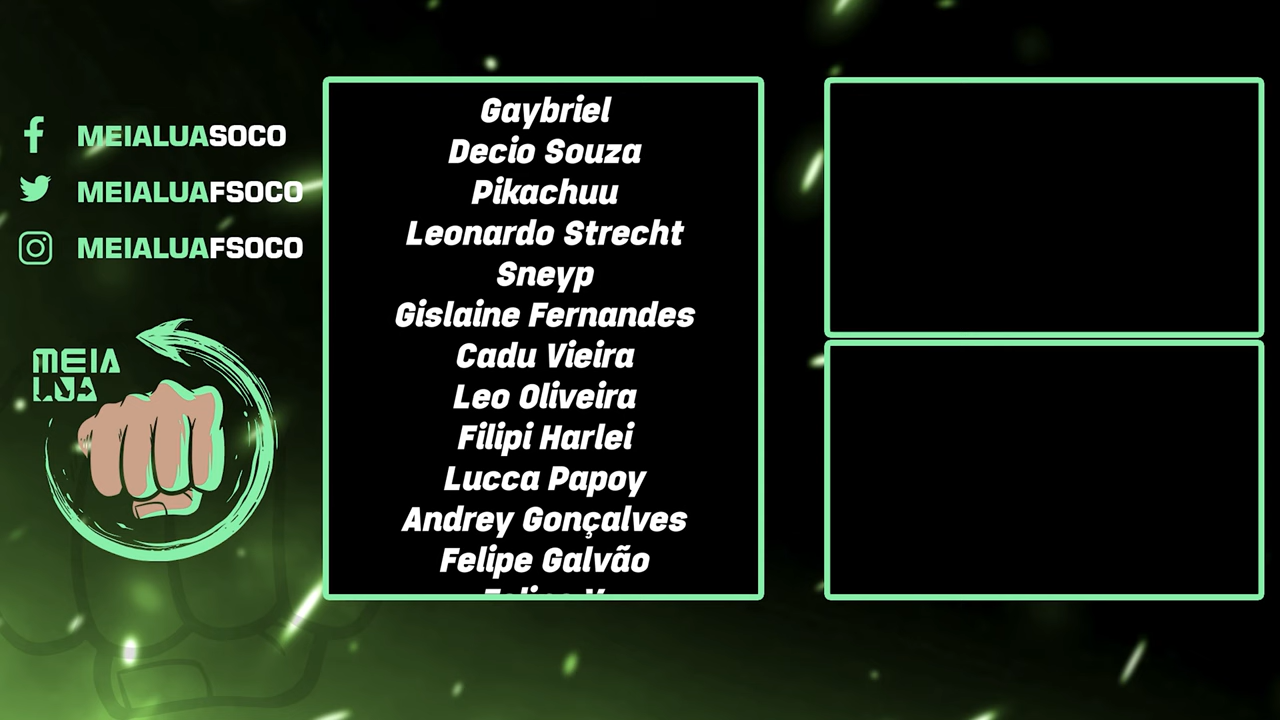 MEIALUASOCO
MEIALUAFSOCO
MEIALUAFSOCO
MEIA
LUA
Gaybriel
Decio Souza
Pikachuu
Leonardo Strecht
Sneyp
Gislaine Fernandes
Cadu Vieira
Leo Oliveira
Filipi Harlei
Lucca Papoy
Andrey Gonçalves
Felipe Galvão